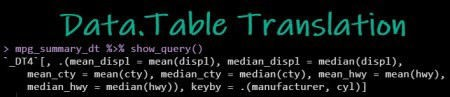 Data.Table Translation
> mpg_summary_dt %>% show_query()
`_DT4`[, .(mean_displ = mean(displ), median_displ = median(displ),
mean_cty = mean(cty), median_cty = median(cty), mean_hwy = mean(hwy),
median_hwy = median(hwy)), keyby = .(manufacturer, cyl)]